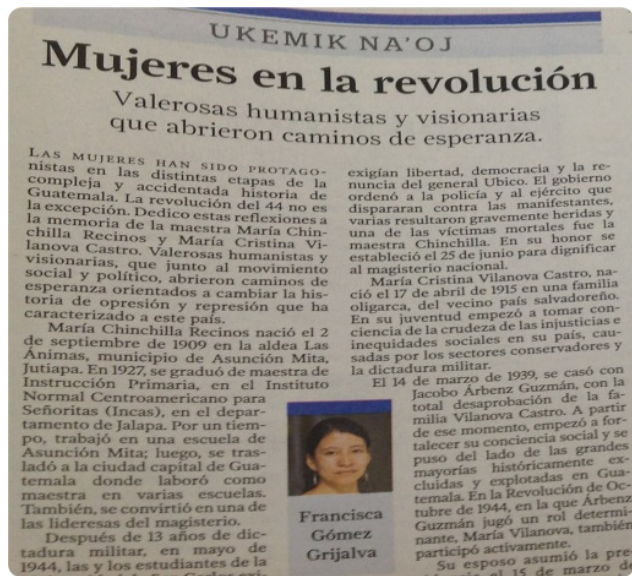 UKEMIK NA'OJ
Mujeres en la revolución
Valerosas humanistas y visionarias
que abrieron caminos de esperanza.
LAS MUJERES HAN SIDO PROTAGO-
nistas en las distintas etapas de la
compleja y accidentada historia de
Guatemala. La revolución del 44 no es
la excepción. Dedico estas reflexiones a
la memoria de la maestra María Chin-
chilla Recinos y María Cristina Vi-
lanova Castro. Valerosas humanistas y
visionarias, que junto al movimiento
social y político, abrieron caminos de
esperanza orientados a cambiar la his-
toria de opresión y represión que ha
caracterizado a este país.
María Chinchilla Recinos nació el 2
de septiembre de 1909 en la aldea Las
Ánimas, municipio de Asunción Mita,
Jutiapa. En 1927, se graduó de maestra de
Instrucción Primaria, en el Instituto
Normal Centroamericano para
Señoritas (Incas), en el depar-
tamento de Jalapa. Por un tiem-
po, trabajó en una escuela de
Asunción Mita; luego, se tras-
ladó a la ciudad capital de Gua-
temala donde laboró como
maestra en varias escuelas.
También, se convirtió en una de
las lideresas del magisterio.
Después de 13 años de dic-
tadura militar, en mayo de
1944, las y los estudiantes de la
exigían libertad, democracia y la re-
nuncia del general Ubico. El gobierno
ordenó a la policía y al ejército que
dispararan contra las manifestantes,
varias resultaron gravemente heridas y
una de las víctimas mortales fue la
maestra Chinchilla. En su honor se
estableció el 25 de junio para dignificar
al magisterio nacional.
María Cristina Vilanova Castro, na-
ció el 17 de abril de 1915 en una familia
oligarca, del vecino país salvadoreño.
En su juventud empezó a tomar con-
ciencia de la crudeza de las injusticias e
inequidades sociales en su país, cau-
sadas por los sectores conservadores y
la dictadura militar.
El 14 de marzo de 1939, se casó con
Jacobo Árbenz Guzmán, con la
total desaprobación de la fa-
milia Vilanova Castro. A partir
de ese momento, empezó a for-
talecer su conciencia social y se
puso del lado de las grandes
mayorías históricamente ex-
cluidas y explotadas en Gua-
temala. En la Revolución de Oc-
tubre de 1944, en la que Árbenz
Guzmán jugó un rol determi-
nante, María Vilanova, también
participó activamente.
Su esposo asumió la pre-
el 15 de marzo de
Francisca
Gómez
Grijalva